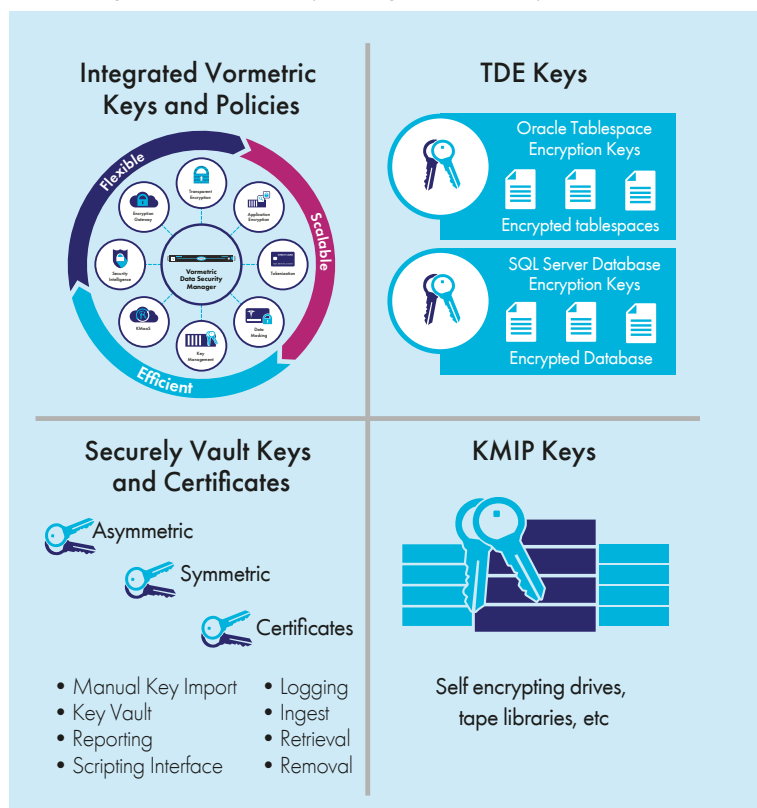 Integrated Vormetric
Keys and Policies
Flexible
Scalable
Efficient
Transparent
Encryption
Application
Encryption
Tokenization
Data
Masking
Key
Management
KMaaS
Security
Intelligence
Encryption
Gateway
Vormetric
Data Security
Manager
TDE Keys
Oracle Tablespace
Encryption Keys
Encrypted tablespaces
SQL Server Database
Encryption Keys
Encrypted Database
Securely Vault Keys
and Certificates
Asymmetric
Symmetric
Certificates
• Manual Key Import
• Key Vault
• Reporting
• Scripting Interface
• Logging
• Ingest
• Retrieval
• Removal
KMIP Keys
Self encrypting drives,
tape libraries, etc